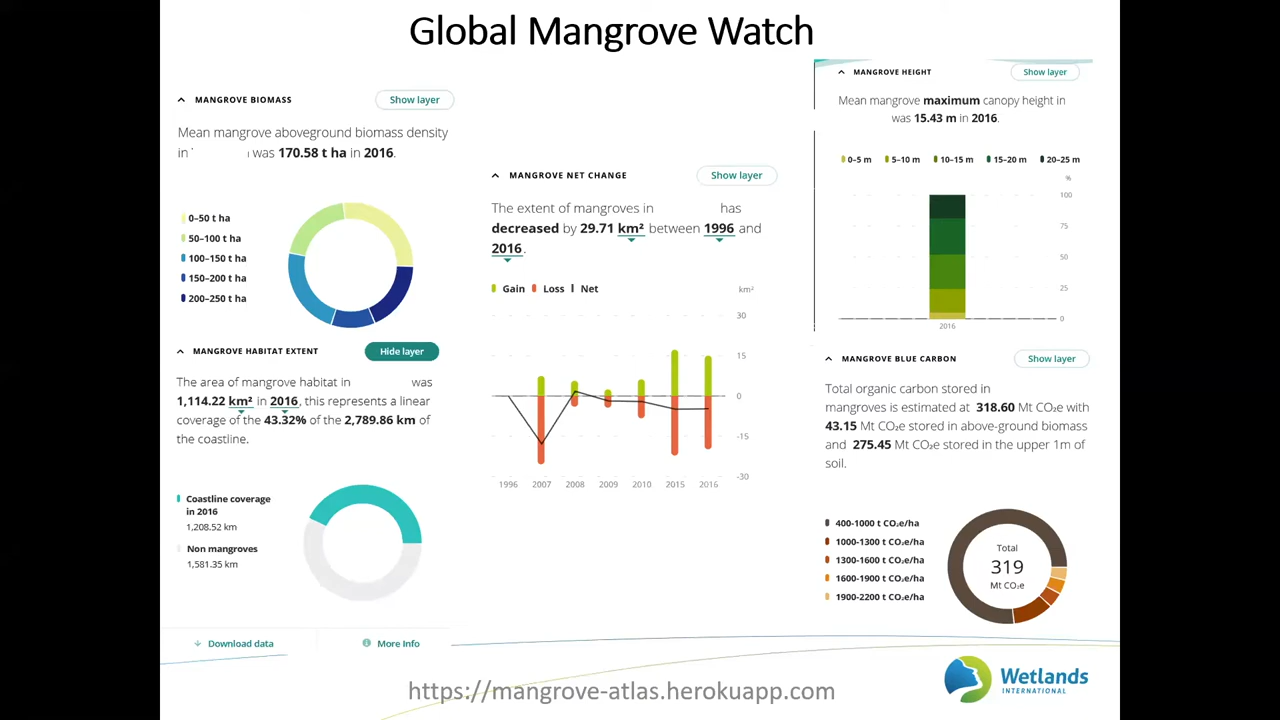 Global Mangrove Watch
MANGROVE BIOMASS
Show layer
Mean mangrove aboveground biomass density
in was 170.58 t ha in 2016.
0–50 t ha
50–100 t ha
100–150 t ha
150–200 t ha
200–250 t ha
MANGROVE HABITAT EXTENT
Hide layer
The area of mangrove habitat in was
1,114.22 km² in 2016, this represents a linear
coverage of the 43.32% of the 2,789.86 km of
the coastline.
Coastline coverage
in 2016
1,208.52 km
Non mangroves
1,581.35 km
Download data
More Info
MANGROVE NET CHANGE
Show layer
The extent of mangroves in has
decreased by 29.71 km² between 1996 and
2016.
Gain Loss Net
km²
30
15
0
-15
-30
1996 2007 2008 2009 2010 2015 2016
MANGROVE HEIGHT
Show layer
Mean mangrove maximum canopy height in
was 15.43 m in 2016.
0–5 m 5–10 m 10–15 m 15–20 m 20–25 m
%
100
75
50
25
0
2016
MANGROVE BLUE CARBON
Show layer
Total organic carbon stored in
mangroves is estimated at 318.60 Mt CO₂e with
43.15 Mt CO₂e stored in above-ground biomass
and 275.45 Mt CO₂e stored in the upper 1m of
soil.
400-1000 t CO₂e/ha
1000-1300 t CO₂e/ha
1300-1600 t CO₂e/ha
1600-1900 t CO₂e/ha
1900-2200 t CO₂e/ha
Total
319
Mt CO₂e
https://mangrove-atlas.herokuapp.com
Wetlands
INTERNATIONAL